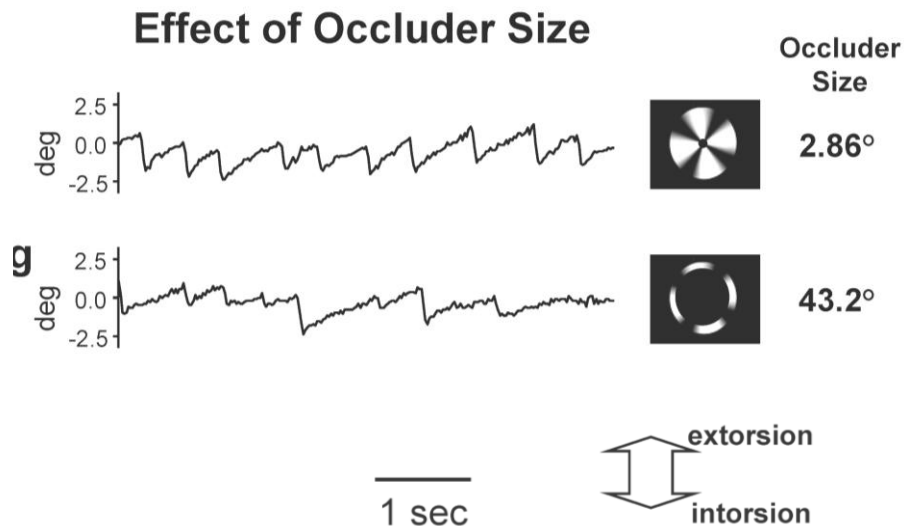 Effect of Occluder Size
Occluder
Size
2.5
0.0
-2.5
deg
2.86°
g
2.5
0.0
-2.5
deg
43.2°
extorsion
intorsion
1 sec